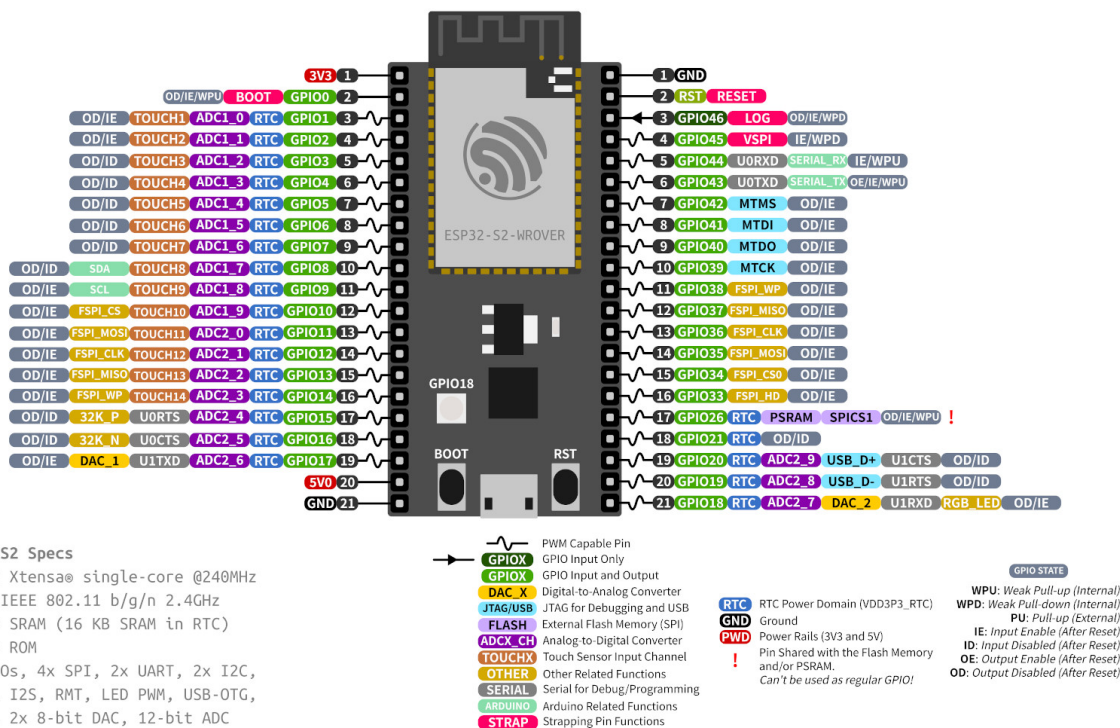 3V3 1
OD/IE/WPU BOOT GPIO0 2
OD/IE TOUCH1 ADC1_0 RTC GPIO1 3
OD/IE TOUCH2 ADC1_1 RTC GPIO2 4
OD/ID TOUCH3 ADC1_2 RTC GPIO3 5
OD/ID TOUCH4 ADC1_3 RTC GPIO4 6
OD/ID TOUCH5 ADC1_4 RTC GPIO5 7
OD/ID TOUCH6 ADC1_5 RTC GPIO6 8
OD/ID TOUCH7 ADC1_6 RTC GPIO7 9
OD/ID SDA TOUCH8 ADC1_7 RTC GPIO8 10
OD/IE SCL TOUCH9 ADC1_8 RTC GPIO9 11
OD/IE FSPI_CS TOUCH10 ADC1_9 RTC GPIO10 12
OD/IE FSPI_MOSI TOUCH11 ADC2_0 RTC GPIO11 13
OD/IE FSPI_CLK TOUCH12 ADC2_1 RTC GPIO12 14
OD/IE FSPI_MISO TOUCH13 ADC2_2 RTC GPIO13 15
OD/IE FSPI_WP TOUCH14 ADC2_3 RTC GPIO14 16
OD/ID 32K_P U0RTS ADC2_4 RTC GPIO15 17
OD/ID 32K_N U0CTS ADC2_5 RTC GPIO16 18
OD/IE DAC_1 U1TXD ADC2_6 RTC GPIO17 19
5V0 20
GND 21
ESP32-S2-WROVER
GPIO18
BOOT
RST
1 GND
2 RST RESET
3 GPIO46 LOG OD/IE/WPD
4 GPIO45 VSPI IE/WPD
5 GPIO44 U0RXD SERIAL_RX IE/WPU
6 GPIO43 U0TXD SERIAL_TX OE/IE/WPU
7 GPIO42 MTMS OD/IE
8 GPIO41 MTDI OD/IE
9 GPIO40 MTDO OD/IE
10 GPIO39 MTCK OD/IE
11 GPIO38 FSPI_WP OD/IE
12 GPIO37 FSPI_MISO OD/IE
13 GPIO36 FSPI_CLK OD/IE
14 GPIO35 FSPI_MOSI OD/IE
15 GPIO34 FSPI_CS0 OD/IE
16 GPIO33 FSPI_HD OD/IE
17 GPIO26 RTC PSRAM SPICS1 OD/IE/WPU !
18 GPIO21 RTC OD/ID
19 GPIO20 RTC ADC2_9 USB_D+ U1CTS OD/ID
20 GPIO19 RTC ADC2_8 USB_D- U1RTS OD/ID
21 GPIO18 RTC ADC2_7 DAC_2 U1RXD RGB_LED OD/IE
S2 Specs
Xtensa® single-core @240MHz
IEEE 802.11 b/g/n 2.4GHz
SRAM (16 KB SRAM in RTC)
ROM
Os, 4x SPI, 2x UART, 2x I2C,
I2S, RMT, LED PWM, USB-OTG,
2x 8-bit DAC, 12-bit ADC
PWM Capable Pin
GPIOX GPIO Input Only
GPIOX GPIO Input and Output
DAC_X Digital-to-Analog Converter
JTAG/USB JTAG for Debugging and USB
FLASH External Flash Memory (SPI)
ADCX_CH Analog-to-Digital Converter
TOUCHX Touch Sensor Input Channel
OTHER Other Related Functions
SERIAL Serial for Debug/Programming
ARDUINO Arduino Related Functions
STRAP Strapping Pin Functions
RTC RTC Power Domain (VDD3P3_RTC)
GND Ground
PWD Power Rails (3V3 and 5V)
! Pin Shared with the Flash Memory
and/or PSRAM.
Can't be used as regular GPIO!
GPIO STATE
WPU: Weak Pull-up (Internal)
WPD: Weak Pull-down (Internal)
PU: Pull-up (External)
IE: Input Enable (After Reset)
ID: Input Disabled (After Reset)
OE: Output Enable (After Reset)
OD: Output Disabled (After Reset)